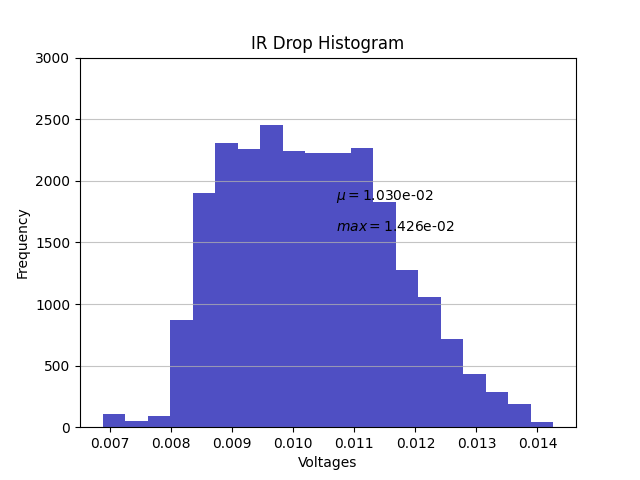 IR Drop Histogram
3000
2500
2000
1500
1000
500
0
Frequency
μ = 1.030e-02
max = 1.426e-02
0.007 0.008 0.009 0.010 0.011 0.012 0.013 0.014
Voltages